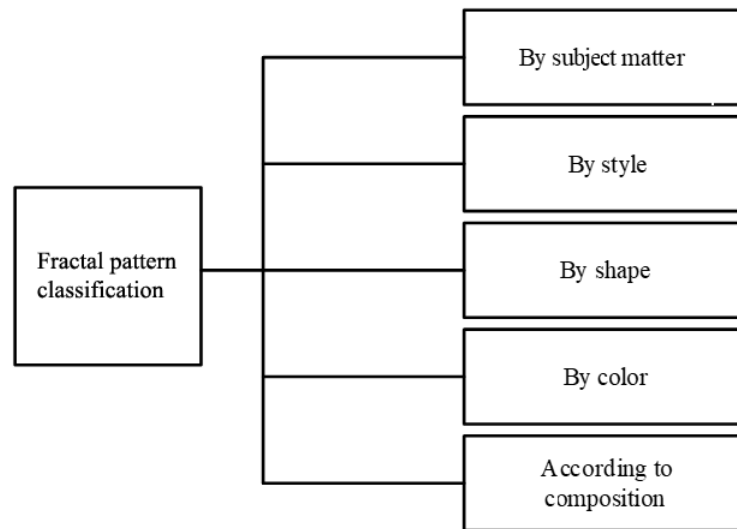 By subject matter
By style
Fractal pattern
classification
By shape
By color
According to
composition